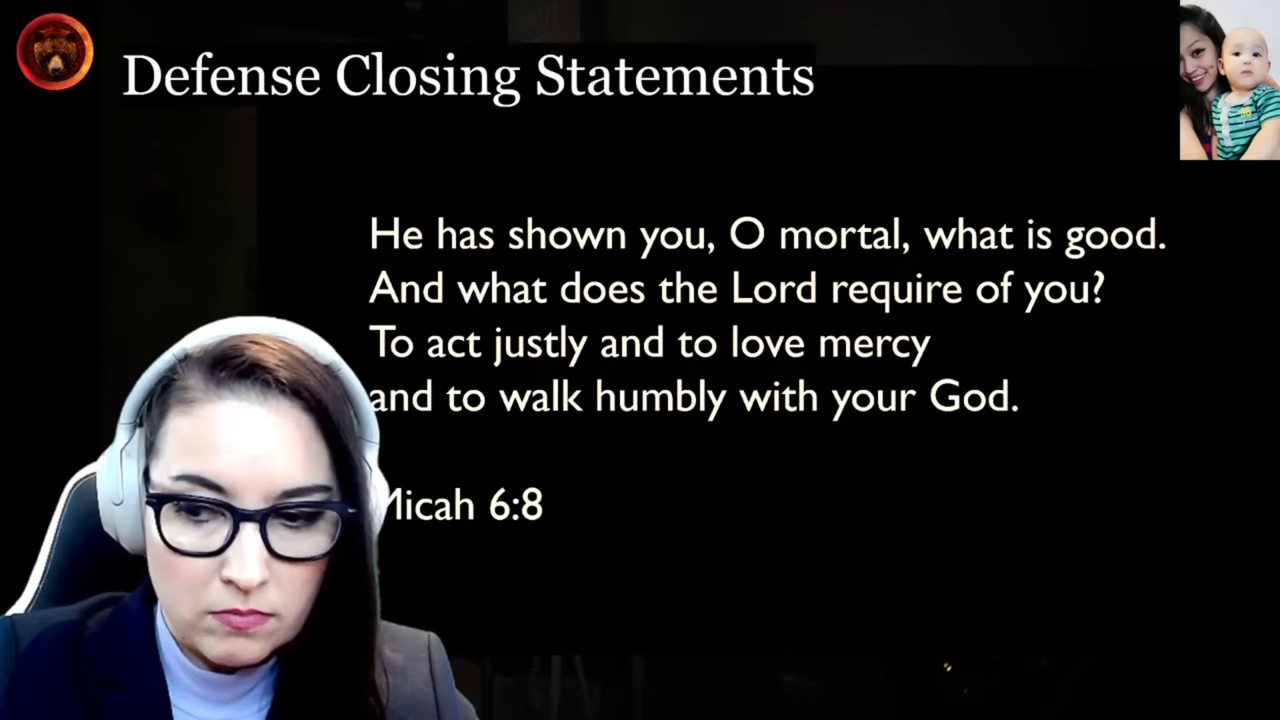 Defense Closing Statements
He has shown you, O mortal, what is good.
And what does the Lord require of you?
To act justly and to love mercy
and to walk humbly with your God.
Micah 6:8